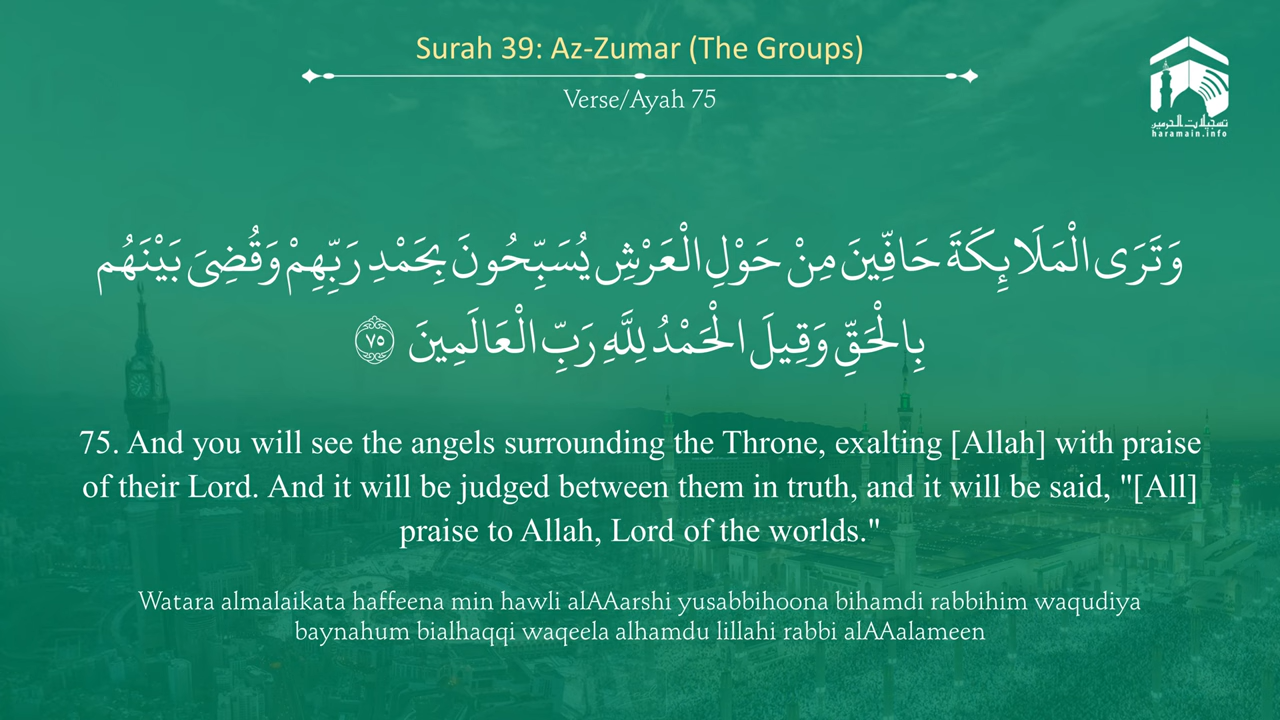 Surah 39: Az-Zumar (The Groups)
Verse/Ayah 75
تسجيلات الحرمين
haramain.info
وَتَرَى الْمَلَائِكَةَ حَافِّينَ مِنْ حَوْلِ الْعَرْشِ يُسَبِّحُونَ بِحَمْدِ رَبِّهِمْ وَقُضِيَ بَيْنَهُم
بِالْحَقِّ وَقِيلَ الْحَمْدُ لِلَّهِ رَبِّ الْعَالَمِينَ ٧٥
75. And you will see the angels surrounding the Throne, exalting [Allah] with praise
of their Lord. And it will be judged between them in truth, and it will be said, "[All]
praise to Allah, Lord of the worlds."
Watara almalaikata haffeena min hawli alAAarshi yusabbihoona bihamdi rabbihim waqudiya
baynahum bialhaqqi waqeela alhamdu lillahi rabbi alAAalameen